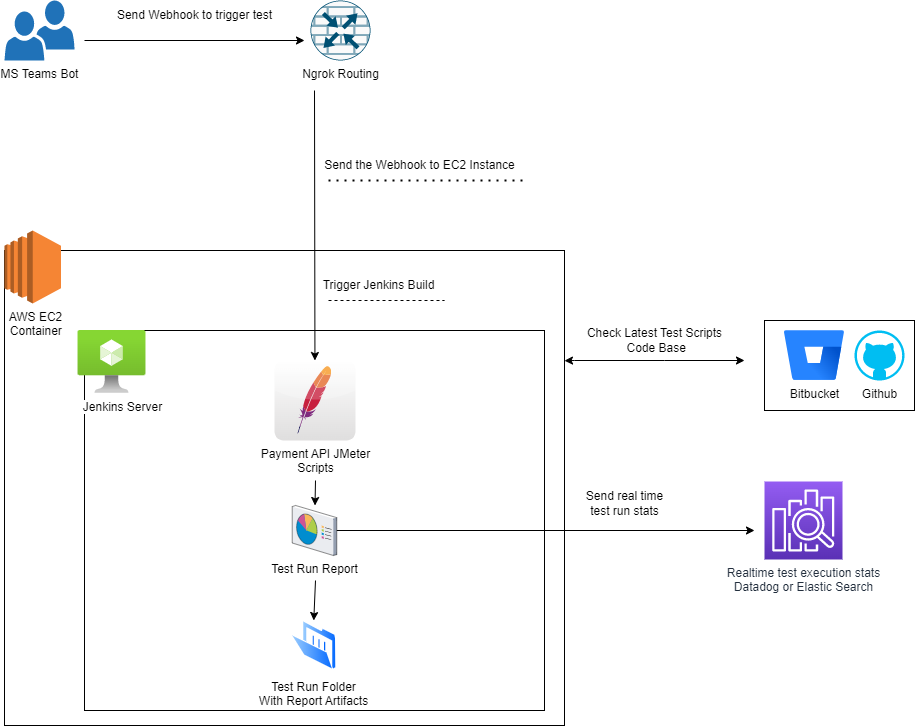 Send Webhook to trigger test
MS Teams Bot
Ngrok Routing
Send the Webhook to EC2 Instance
Trigger Jenkins Build
AWS EC2
Container
Check Latest Test Scripts
Code Base
Bitbucket
Github
Jenkins Server
Payment API JMeter
Scripts
Send real time
test run stats
Test Run Report
Realtime test execution stats
Datadog or Elastic Search
Test Run Folder
With Report Artifacts